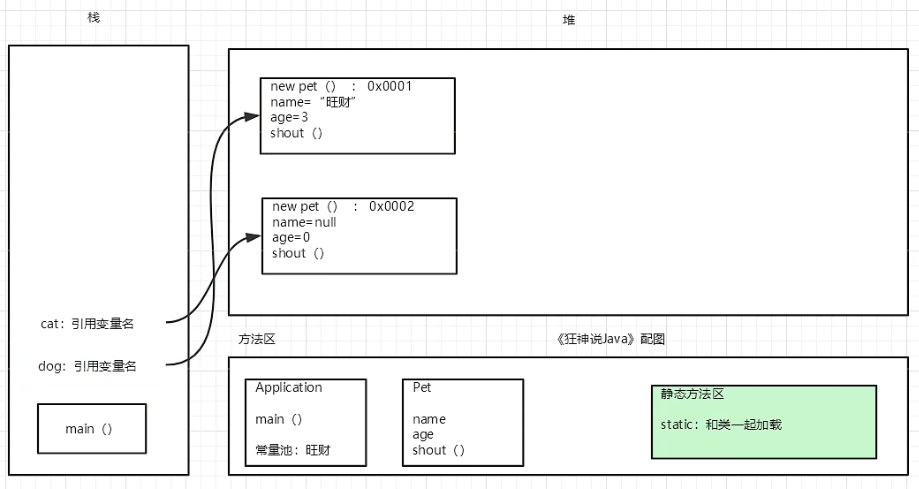 栈
堆
new pet（）： 0x0001
name=“旺财”
age=3
shout（）
new pet（）： 0x0002
name=null
age=0
shout（）
cat：引用变量名
dog：引用变量名
main（）
方法区
《狂神说Java》配图
Application
main（）
常量池：旺财
Pet
name
age
shout（）
静态方法区
static：和类一起加载